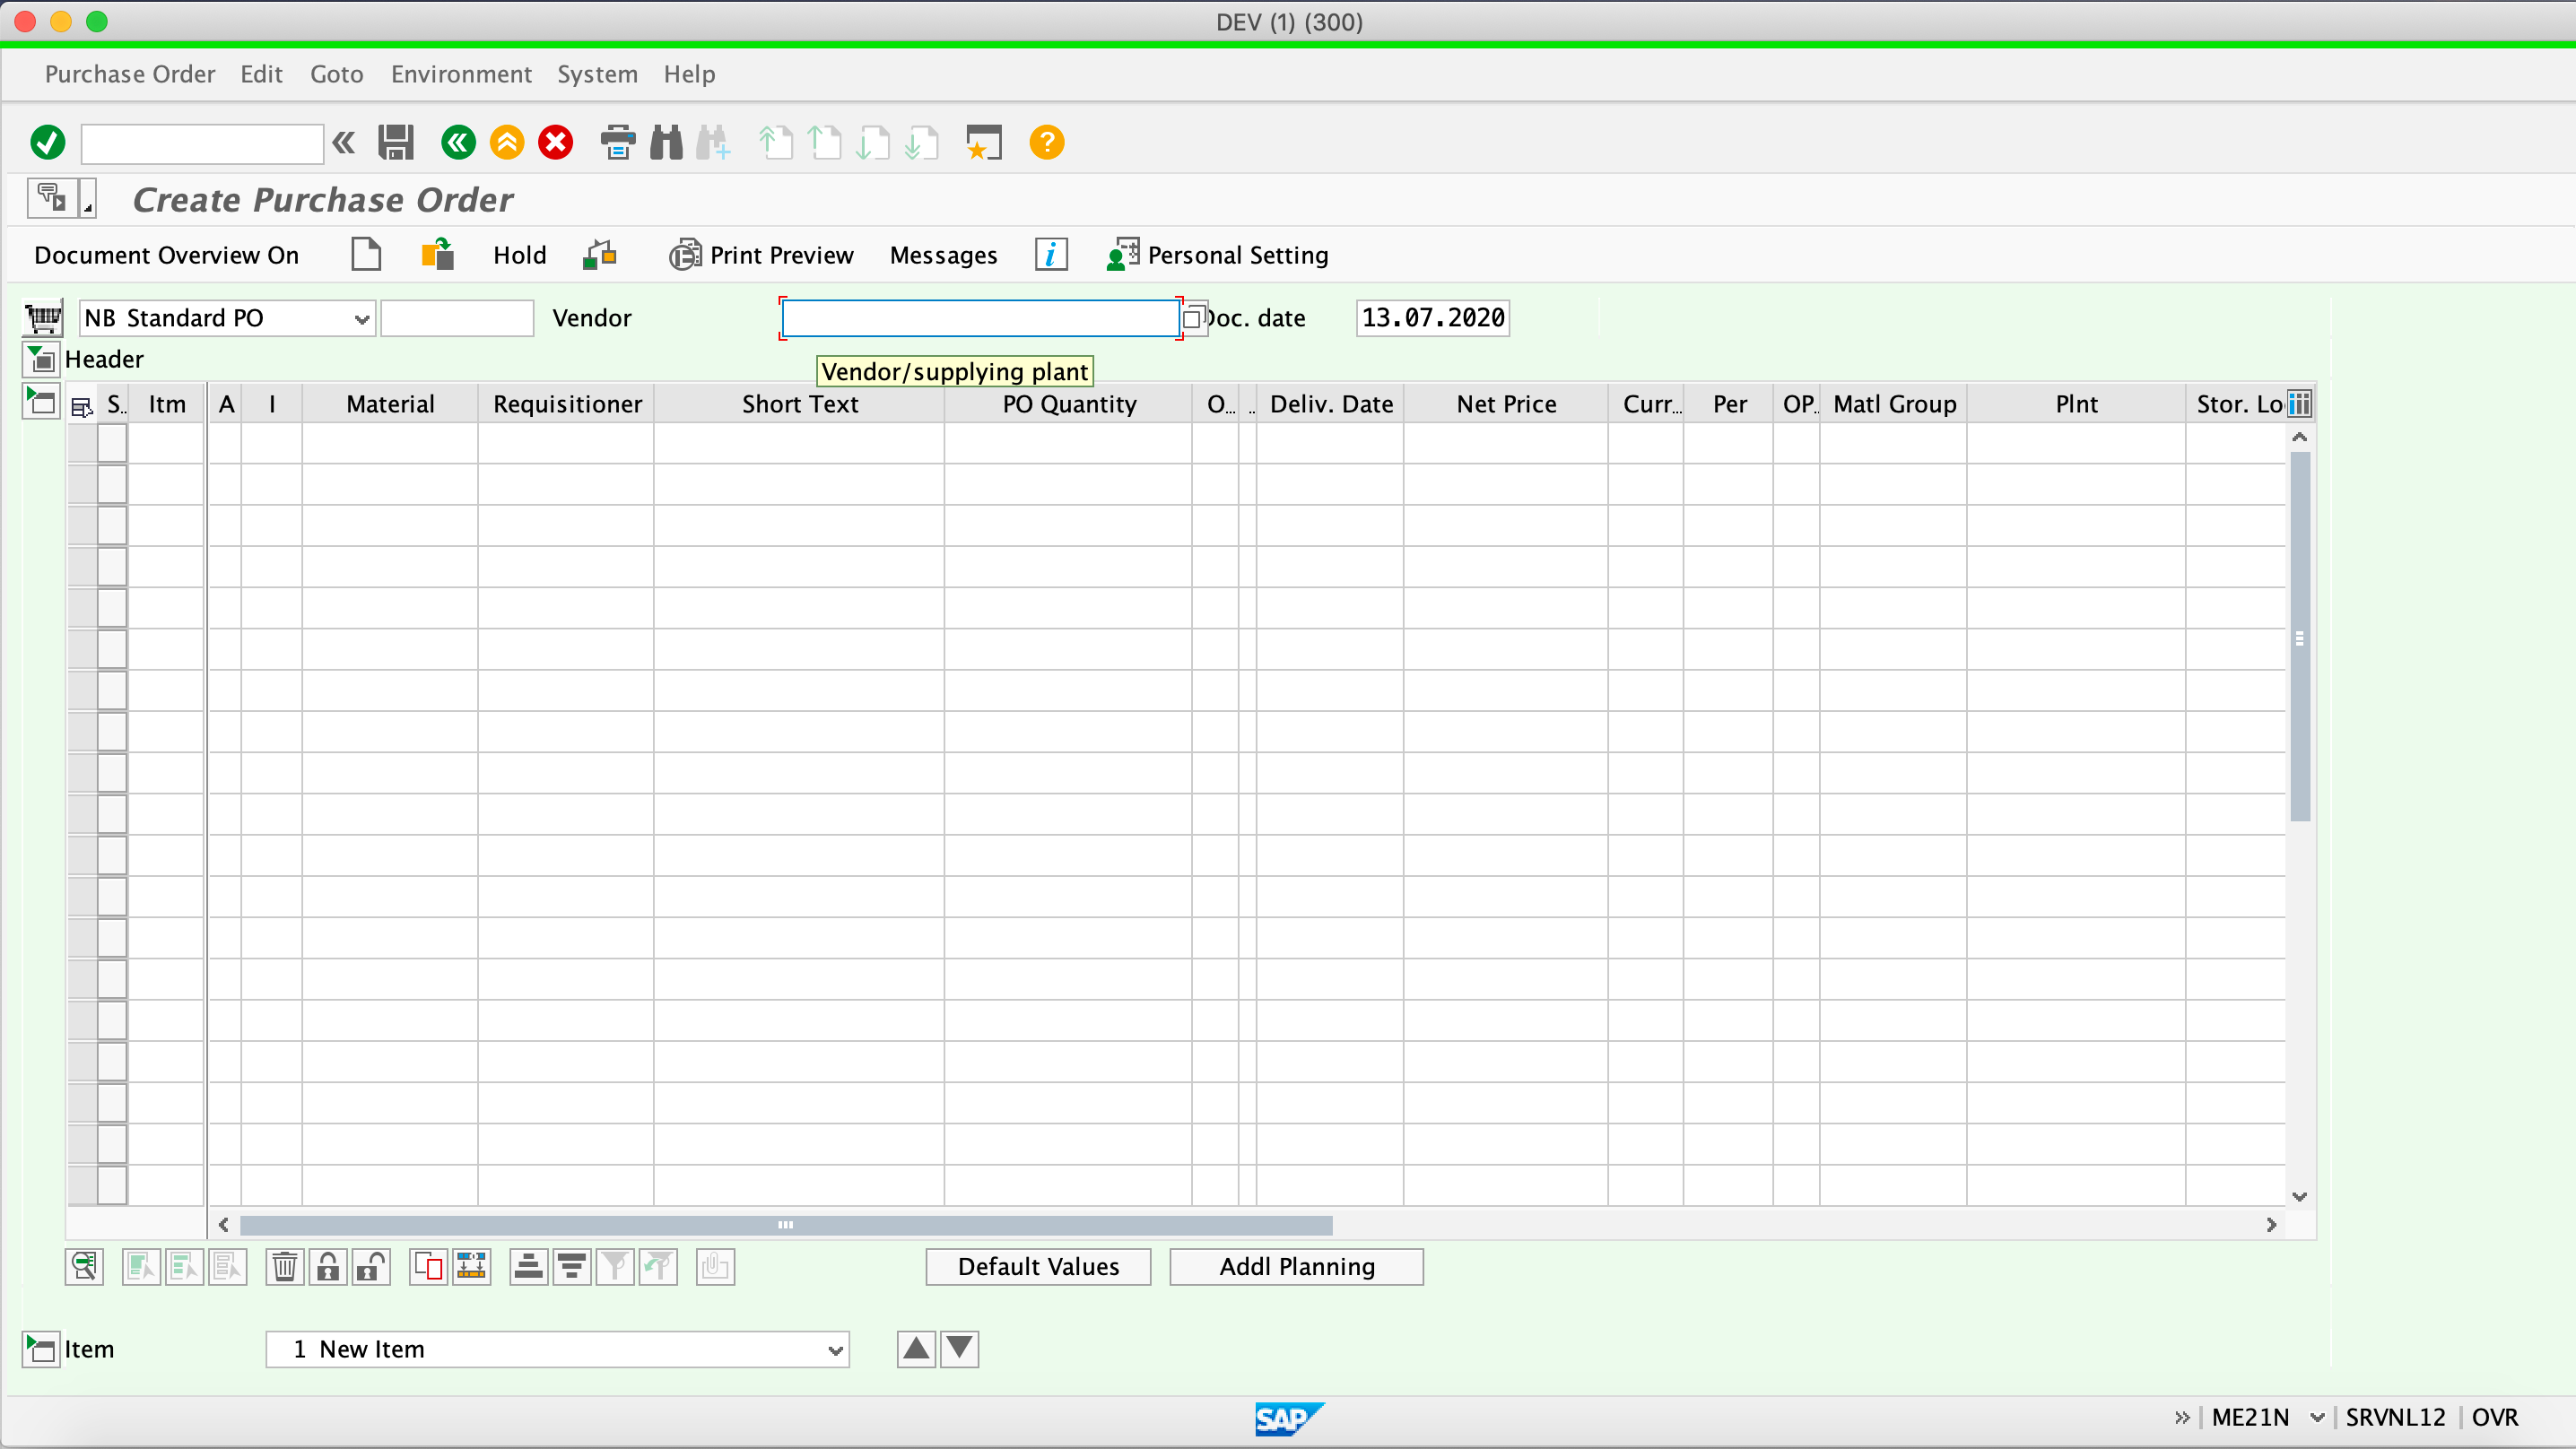 DEV (1) (300)
Purchase Order Edit Goto Environment System Help
Create Purchase Order
Document Overview On Hold Print Preview Messages i Personal Setting
NB Standard PO Vendor Doc. date 13.07.2020
Header
Vendor/supplying plant
S.. Itm A I Material Requisitioner Short Text PO Quantity O... .. Deliv. Date Net Price Curr... Per OP.. Matl Group Plnt Stor. Lo
Default Values Addl Planning
Item 1 New Item
SAP ME21N SRVNL12 OVR